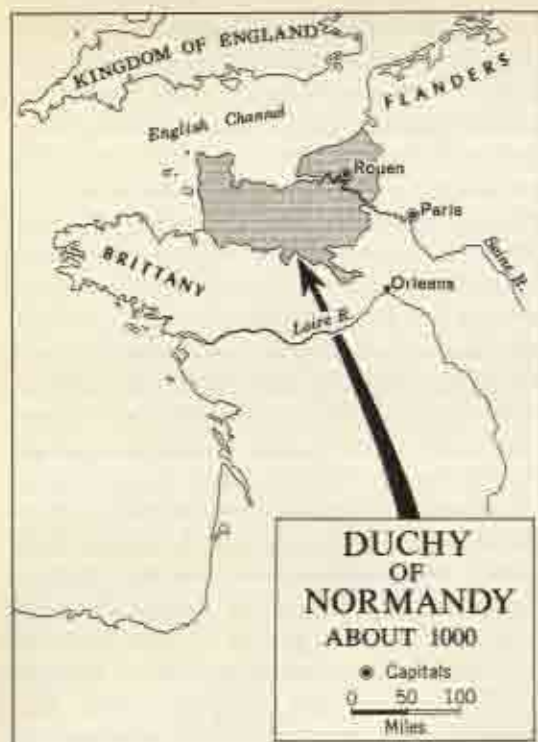 KINGDOM OF ENGLAND
FLANDERS
English Channel
Rouen
Paris
Seine R.
BRITTANY
Orleans
Loire R.
DUCHY
OF
NORMANDY
ABOUT 1000
Capitals
0 50 100
Miles